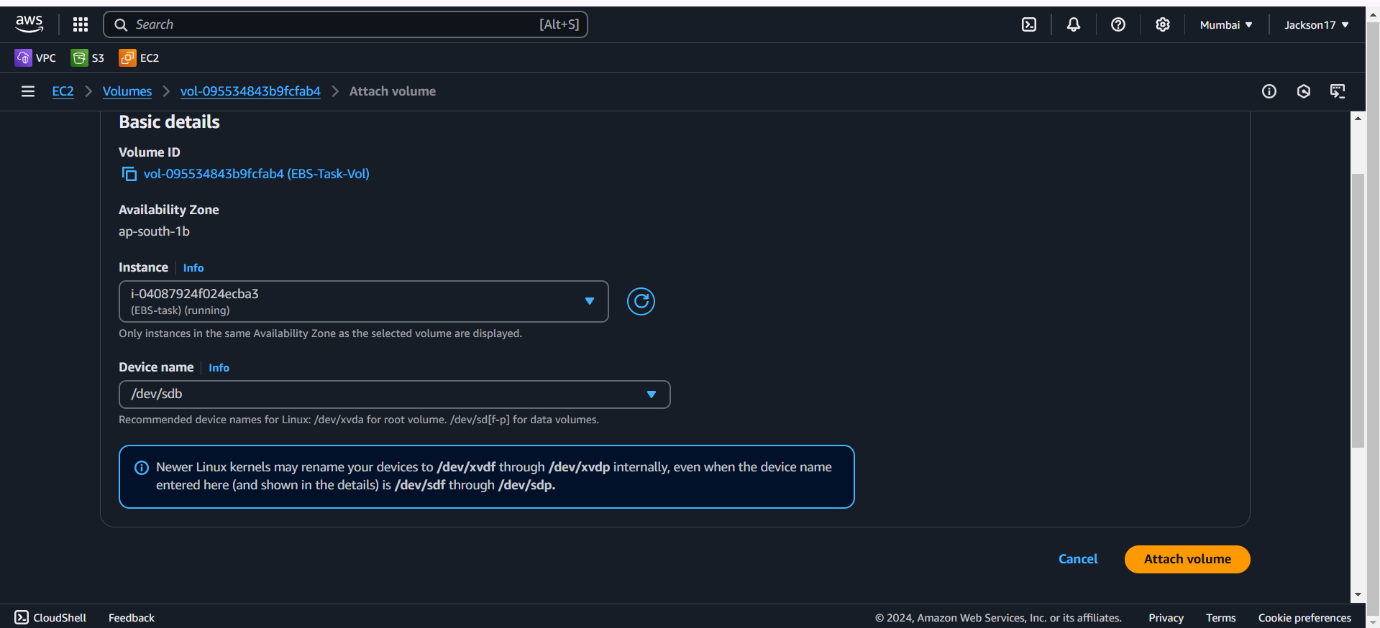 aws
Search [Alt+S]
Mumbai ▼
Jackson17 ▼
VPC S3 EC2
EC2 > Volumes > vol-095534843b9fcfab4 > Attach volume
Basic details
Volume ID
vol-095534843b9fcfab4 (EBS-Task-Vol)
Availability Zone
ap-south-1b
Instance Info
i-04087924f024ecba3
(EBS-task) (running)
Only instances in the same Availability Zone as the selected volume are displayed.
Device name Info
/dev/sdb
Recommended device names for Linux: /dev/xvda for root volume. /dev/sd[f-p] for data volumes.
Newer Linux kernels may rename your devices to /dev/xvdf through /dev/xvdp internally, even when the device name
entered here (and shown in the details) is /dev/sdf through /dev/sdp.
Cancel Attach volume
CloudShell Feedback © 2024, Amazon Web Services, Inc. or its affiliates. Privacy Terms Cookie preferences